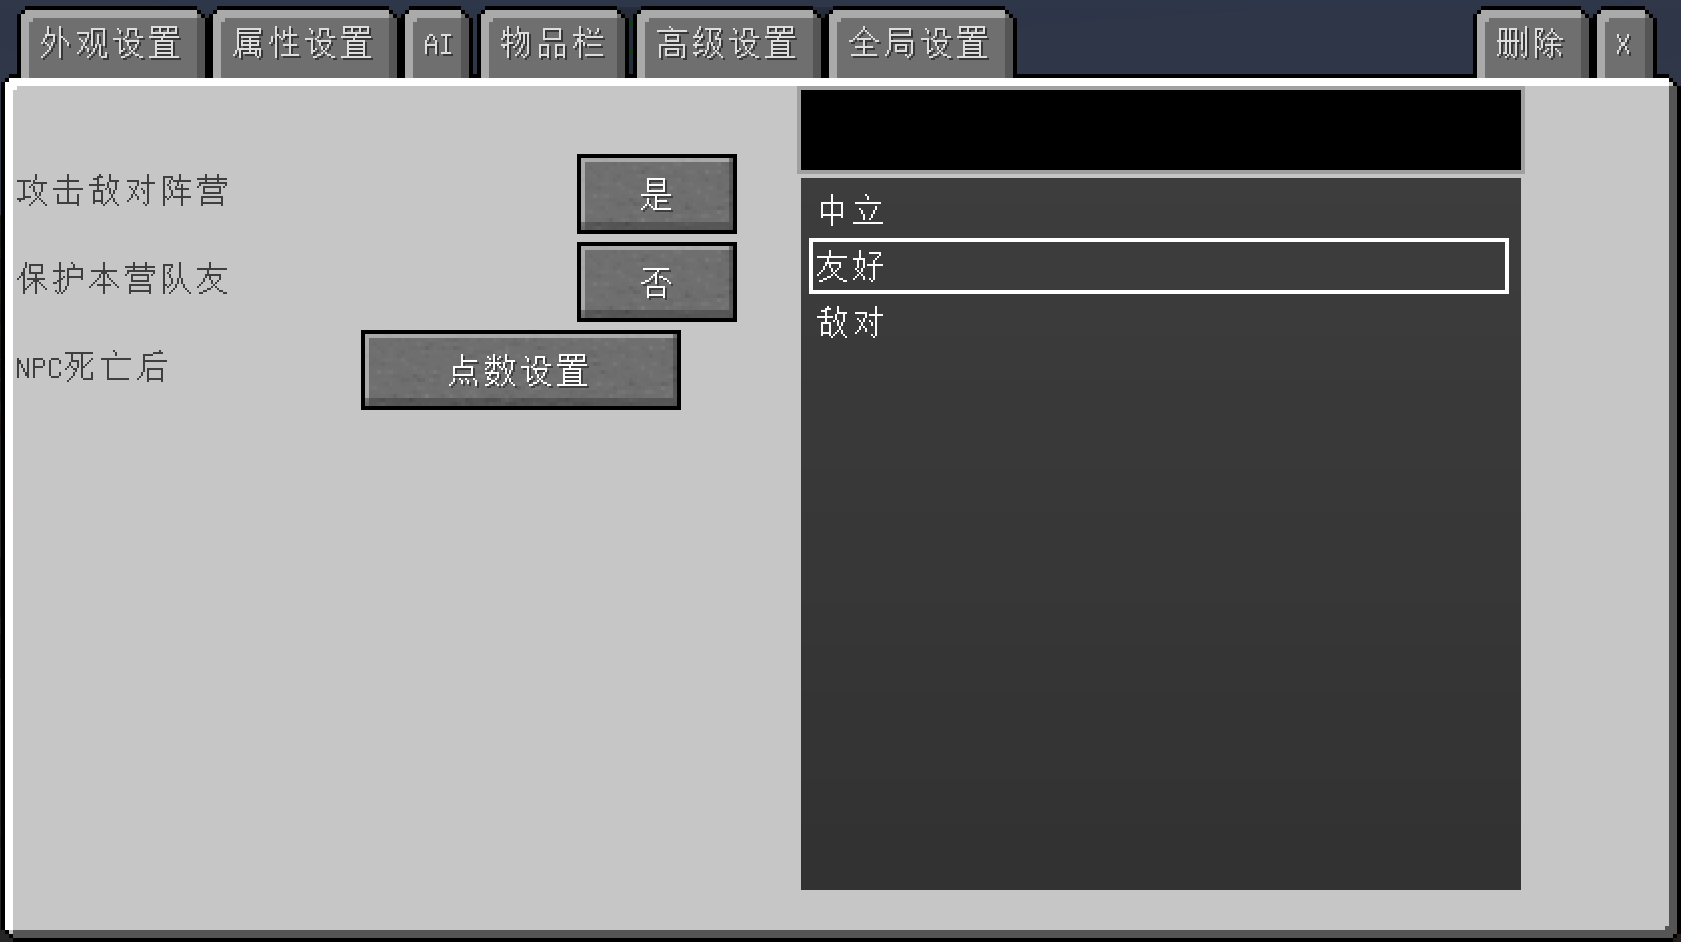 外观设置 属性设置 AI 物品栏 高级设置 全局设置 删除 X
攻击敌对阵营 是
保护本营队友 否
NPC死亡后 点数设置
中立
友好
敌对